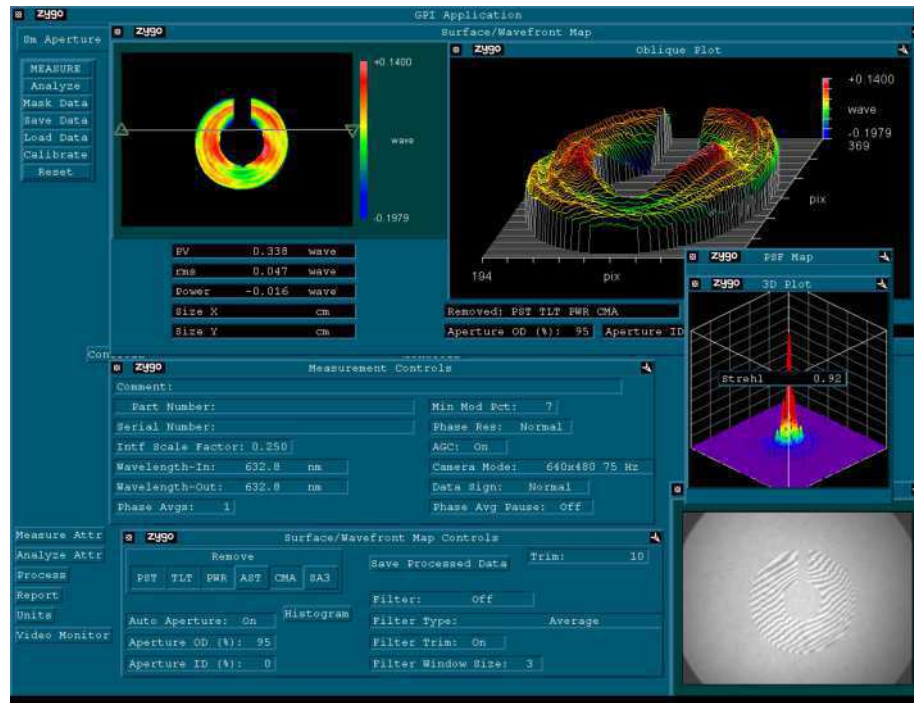 zygo GPI Application
8m Aperture
MEASURE
Analyze
Mask Data
Save Data
Load Data
Calibrate
Reset
zygo Surface/Wavefront Map
+0.1400
wave
-0.1979
PV 0.338 wave
rms 0.047 wave
Power -0.016 wave
Size X cm
Size Y cm
zygo Oblique Plot
+0.1400
wave
-0.1979
369
pix
194
pix
Removed: PST TLT PWR CMA
Aperture OD (%): 95 Aperture ID
zygo PSF Map
zygo 3D Plot
Strehl 0.92
Con
zygo Measurement Controls
Comment:
Part Number:
Serial Number:
Intf Scale Factor: 0.250
Wavelength-In: 632.8 nm
Wavelength-Out: 632.8 nm
Phase Avgs: 1
Min Mod Pct: 7
Phase Res: Normal
AGC: On
Camera Mode: 640x480 75 Hz
Data Sign: Normal
Phase Avg Pause: Off
Measure Attr
Analyze Attr
Process
Report
Units
Video Monitor
zygo Surface/Wavefront Map Controls
Remove
PST TLT PWR AST CMA SA3
Save Processed Data
Trim: 10
Auto Aperture: On
Histogram
Aperture OD (%): 95
Aperture ID (%): 0
Filter: Off
Filter Type: Average
Filter Trim: On
Filter Window Size: 3